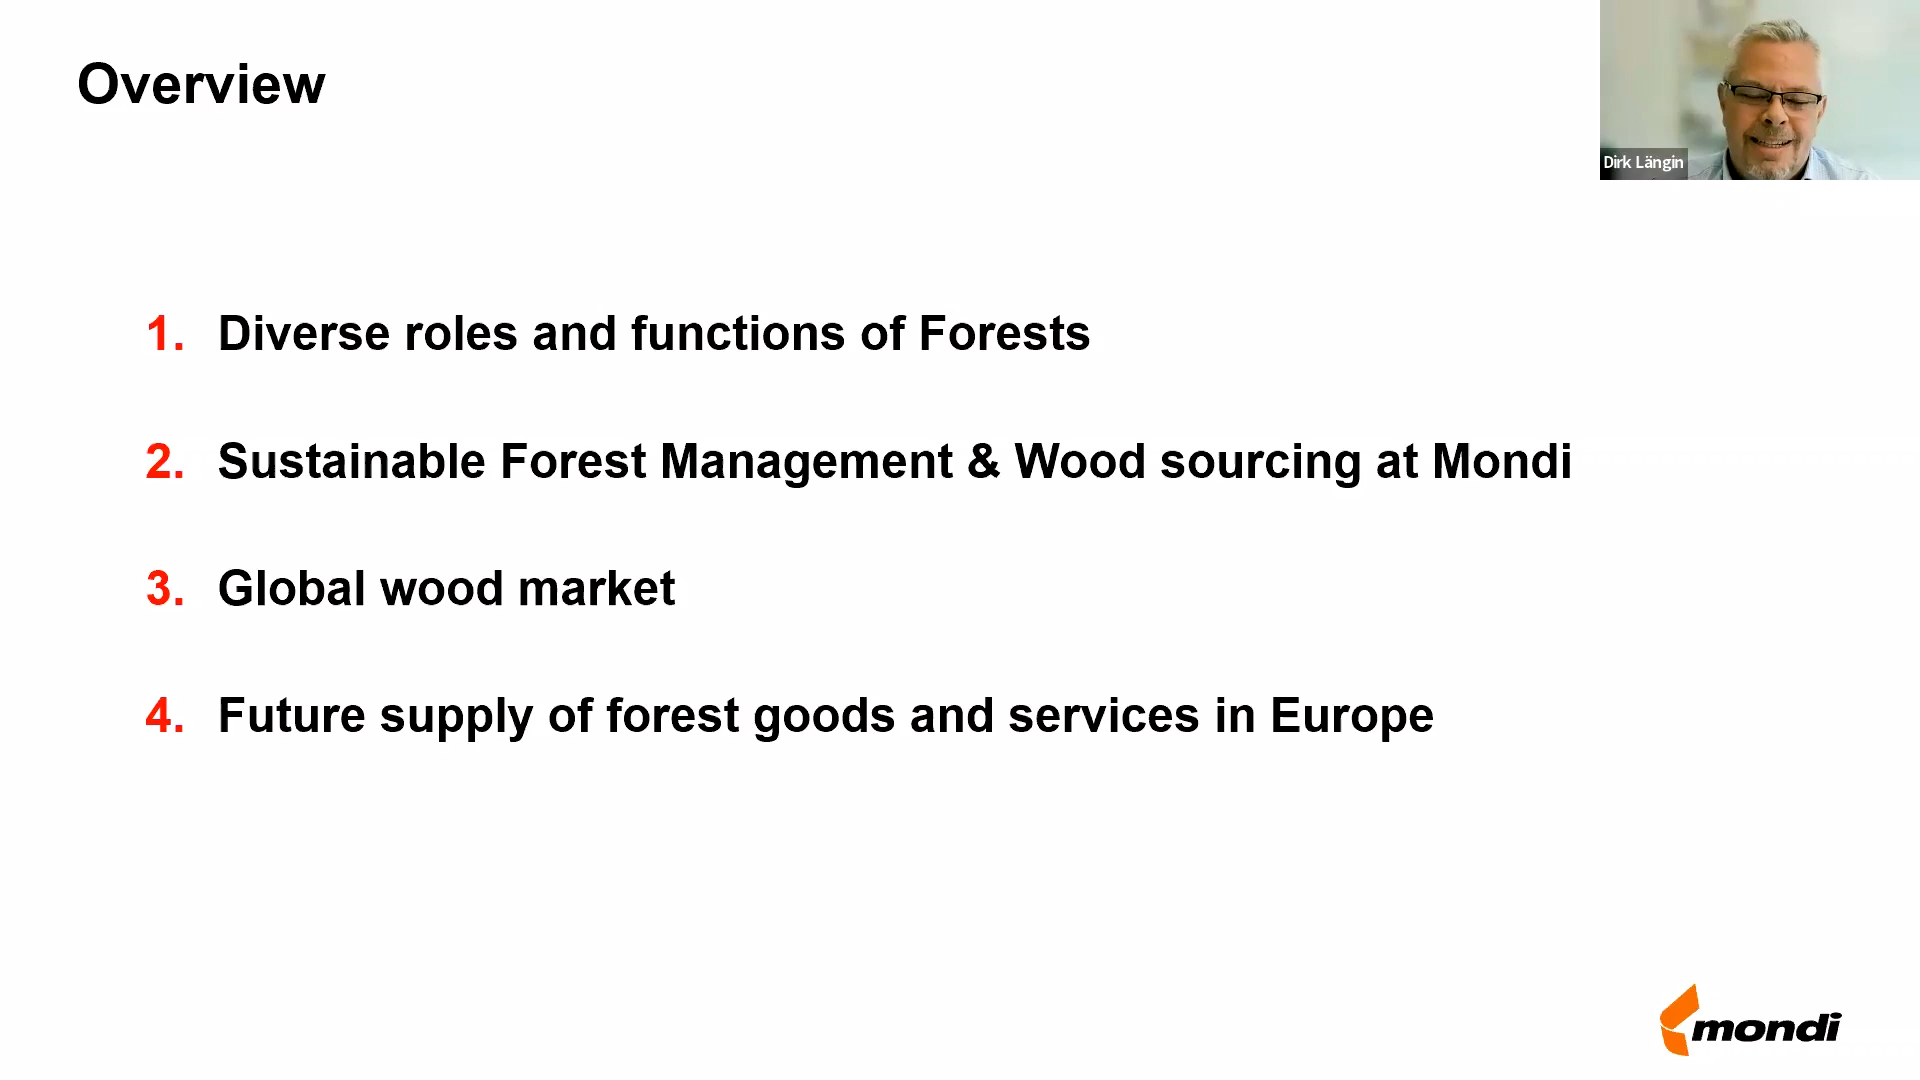 Overview
Dirk Längin
1. Diverse roles and functions of Forests
2. Sustainable Forest Management & Wood sourcing at Mondi
3. Global wood market
4. Future supply of forest goods and services in Europe
mondi